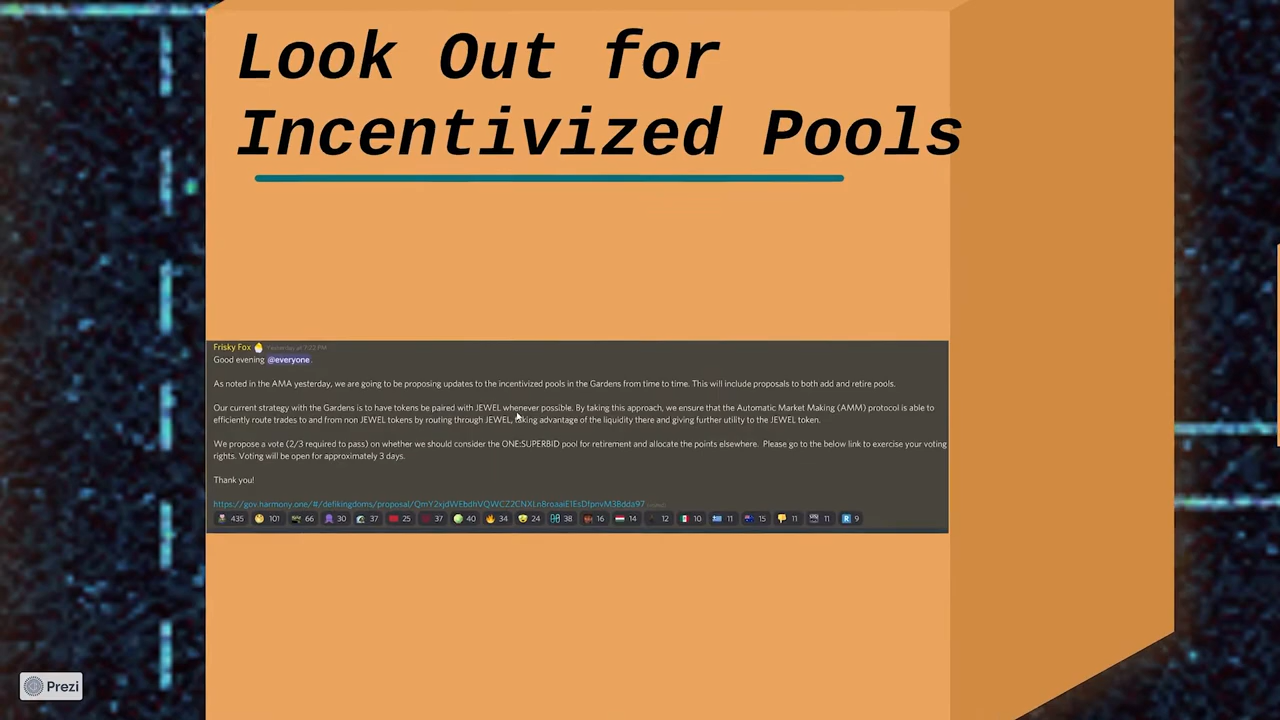 Look Out for
Incentivized Pools
Frisky Fox Yesterday at 7:22 PM
Good evening @everyone
As noted in the AMA yesterday, we are going to be proposing updates to the incentivized pools in the Gardens from time to time. This will include proposals to both add and retire pools.
Our current strategy with the Gardens is to have tokens be paired with JEWEL whenever possible. By taking this approach, we ensure that the Automatic Market Making (AMM) protocol is able to
efficiently route trades to and from non JEWEL tokens by routing through JEWEL, taking advantage of the liquidity there and giving further utility to the JEWEL token.
We propose a vote (2/3 required to pass) on whether we should consider the ONE:SUPERBID pool for retirement and allocate the points elsewhere. Please go to the below link to exercise your voting
rights. Voting will be open for approximately 3 days.
Thank you!
435 101 66 30 37 25 37 40 34 24 38 16 14 12 10 11 15 11 11 R 9
Prezi